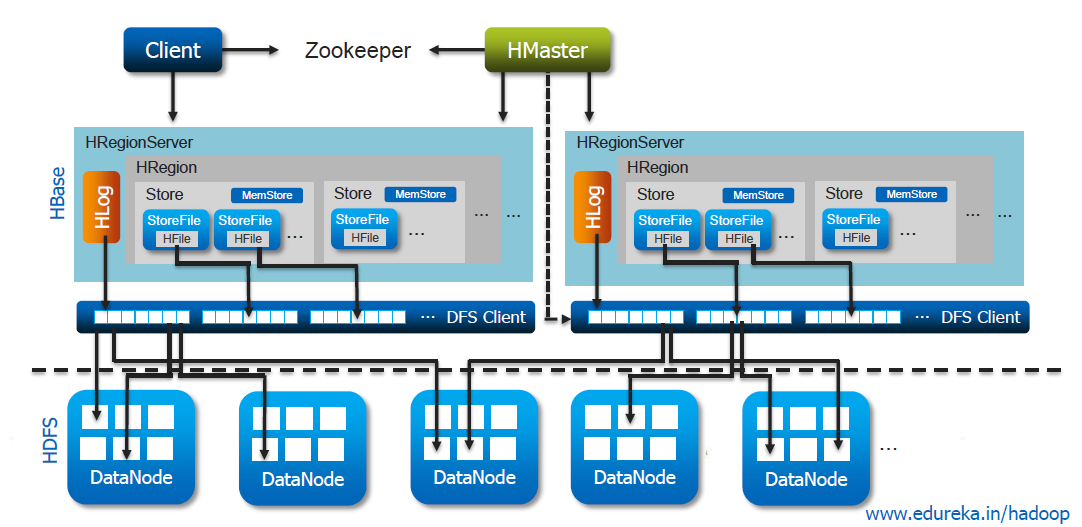 Client
Zookeeper
HMaster
HBase
HRegionServer
HLog
HRegion
Store
MemStore
StoreFile
HFile
StoreFile
HFile
...
Store
MemStore
StoreFile
HFile
...
... ...
HRegionServer
HLog
HRegion
Store
MemStore
StoreFile
HFile
StoreFile
HFile
...
Store
MemStore
StoreFile
HFile
...
... ...
... DFS Client
... DFS Client
HDFS
DataNode
DataNode
DataNode
DataNode
DataNode
...
www.edureka.in/hadoop